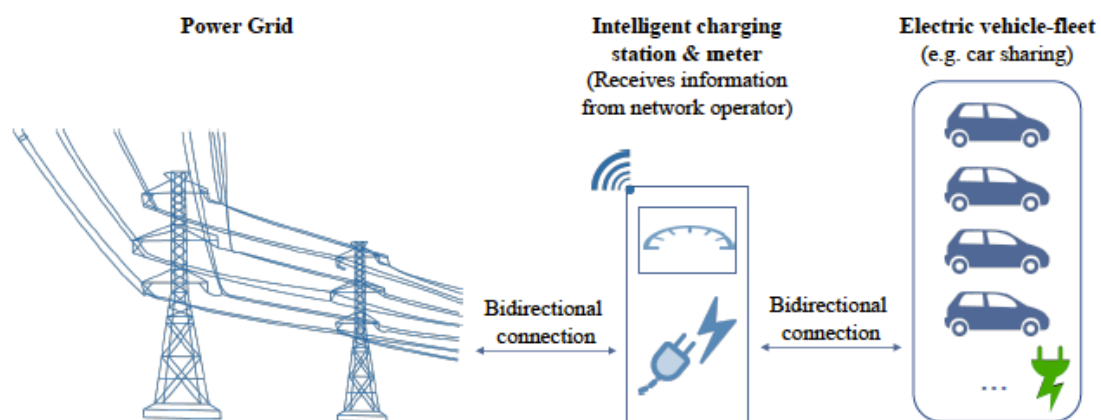 Power Grid
Intelligent charging
station & meter
(Receives information
from network operator)
Electric vehicle-fleet
(e.g. car sharing)
Bidirectional
connection
Bidirectional
connection
...